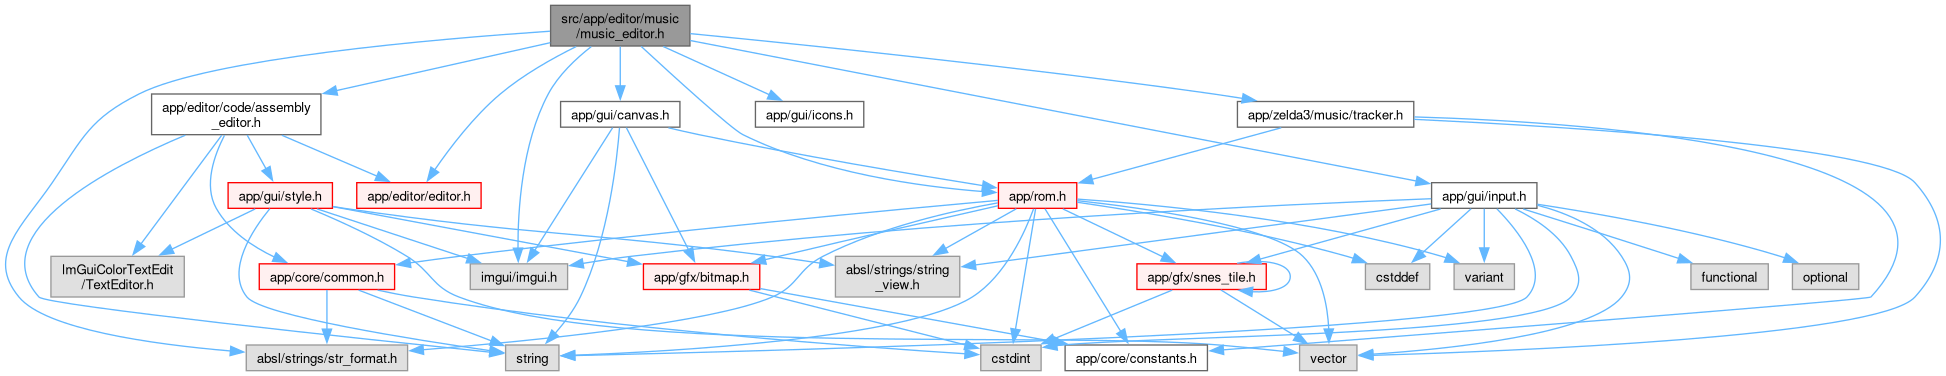 src/app/editor/music
/music_editor.h
app/editor/code/assembly
_editor.h
app/gui/canvas.h
app/gui/icons.h
app/zelda3/music/tracker.h
app/gui/style.h
app/editor/editor.h
app/rom.h
app/gui/input.h
ImGuiColorTextEdit
/TextEditor.h
app/core/common.h
imgui/imgui.h
app/gfx/bitmap.h
absl/strings/string
_view.h
app/gfx/snes_tile.h
cstddef
variant
functional
optional
absl/strings/str_format.h
string
cstdint
app/core/constants.h
vector